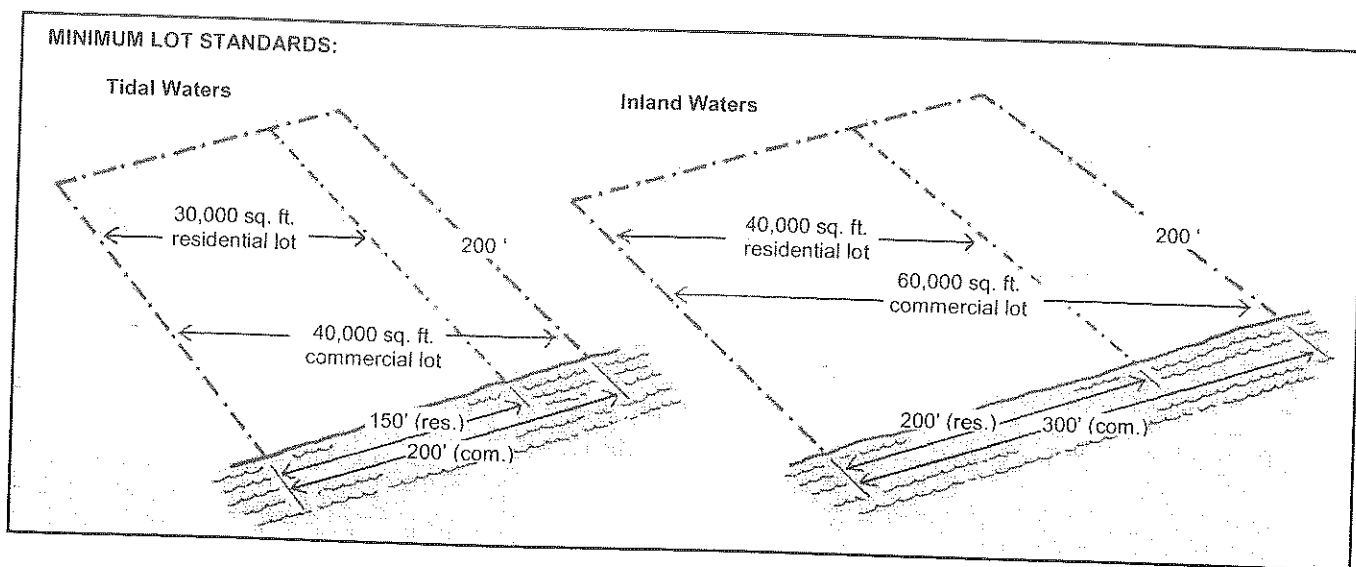 MINIMUM LOT STANDARDS:
Tidal Waters
30,000 sq. ft.
residential lot
200 '
40,000 sq. ft.
commercial lot
150' (res.)
200' (com.)
Inland Waters
40,000 sq. ft.
residential lot
200 '
60,000 sq. ft.
commercial lot
200' (res.)
300' (com.)